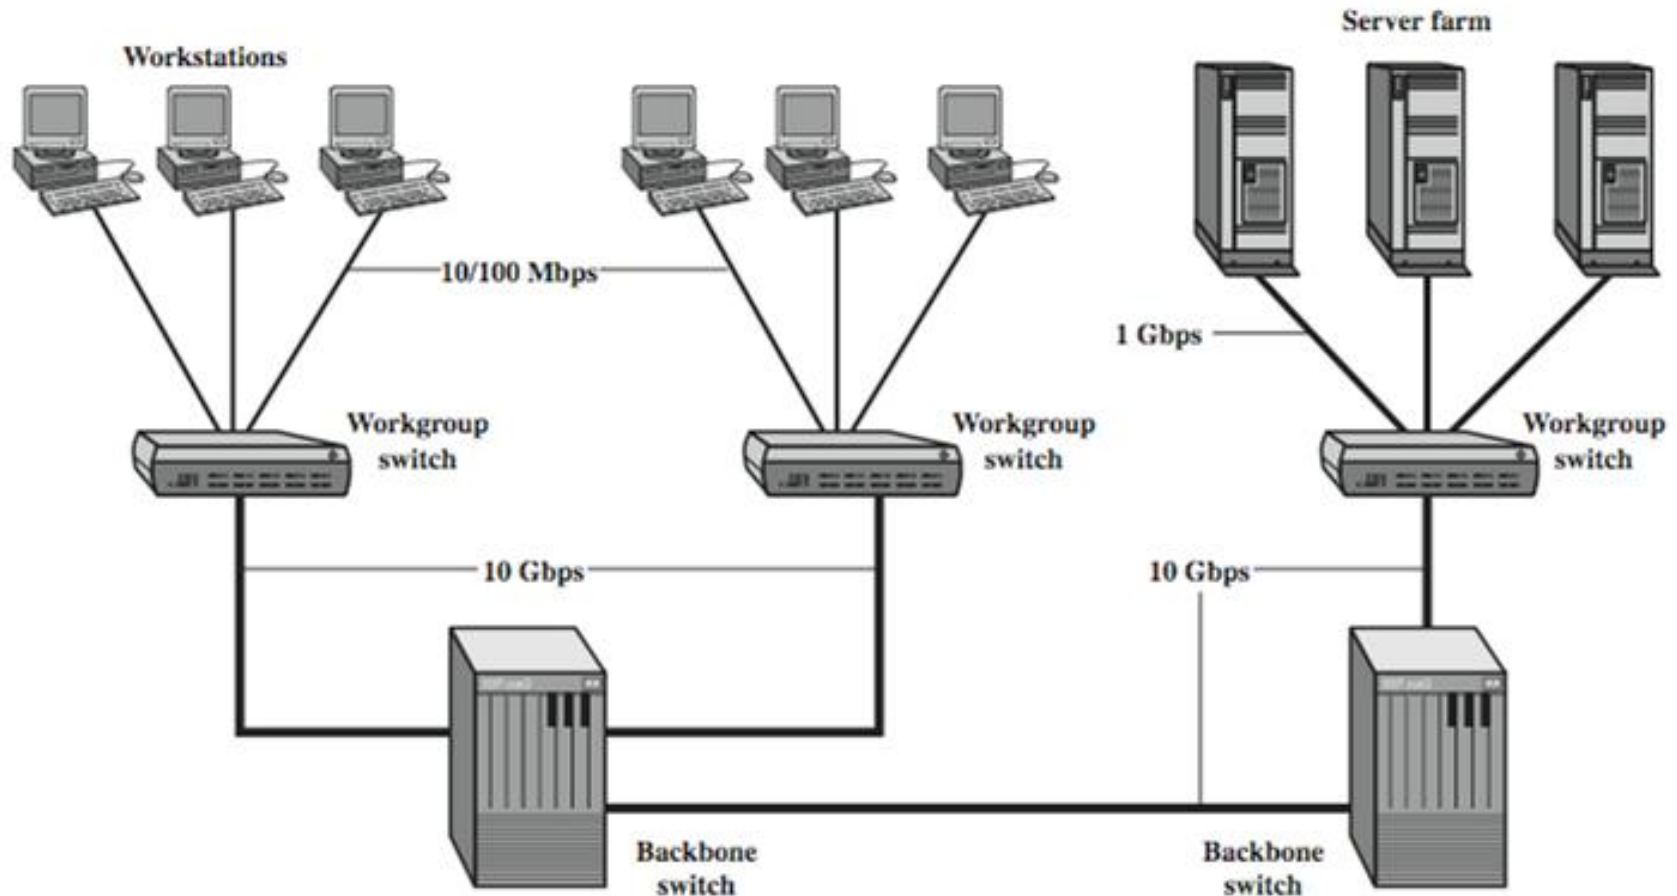 Server farm
Workstations
10/100 Mbps
1 Gbps
Workgroup
switch
Workgroup
switch
Workgroup
switch
10 Gbps
10 Gbps
Backbone
switch
Backbone
switch